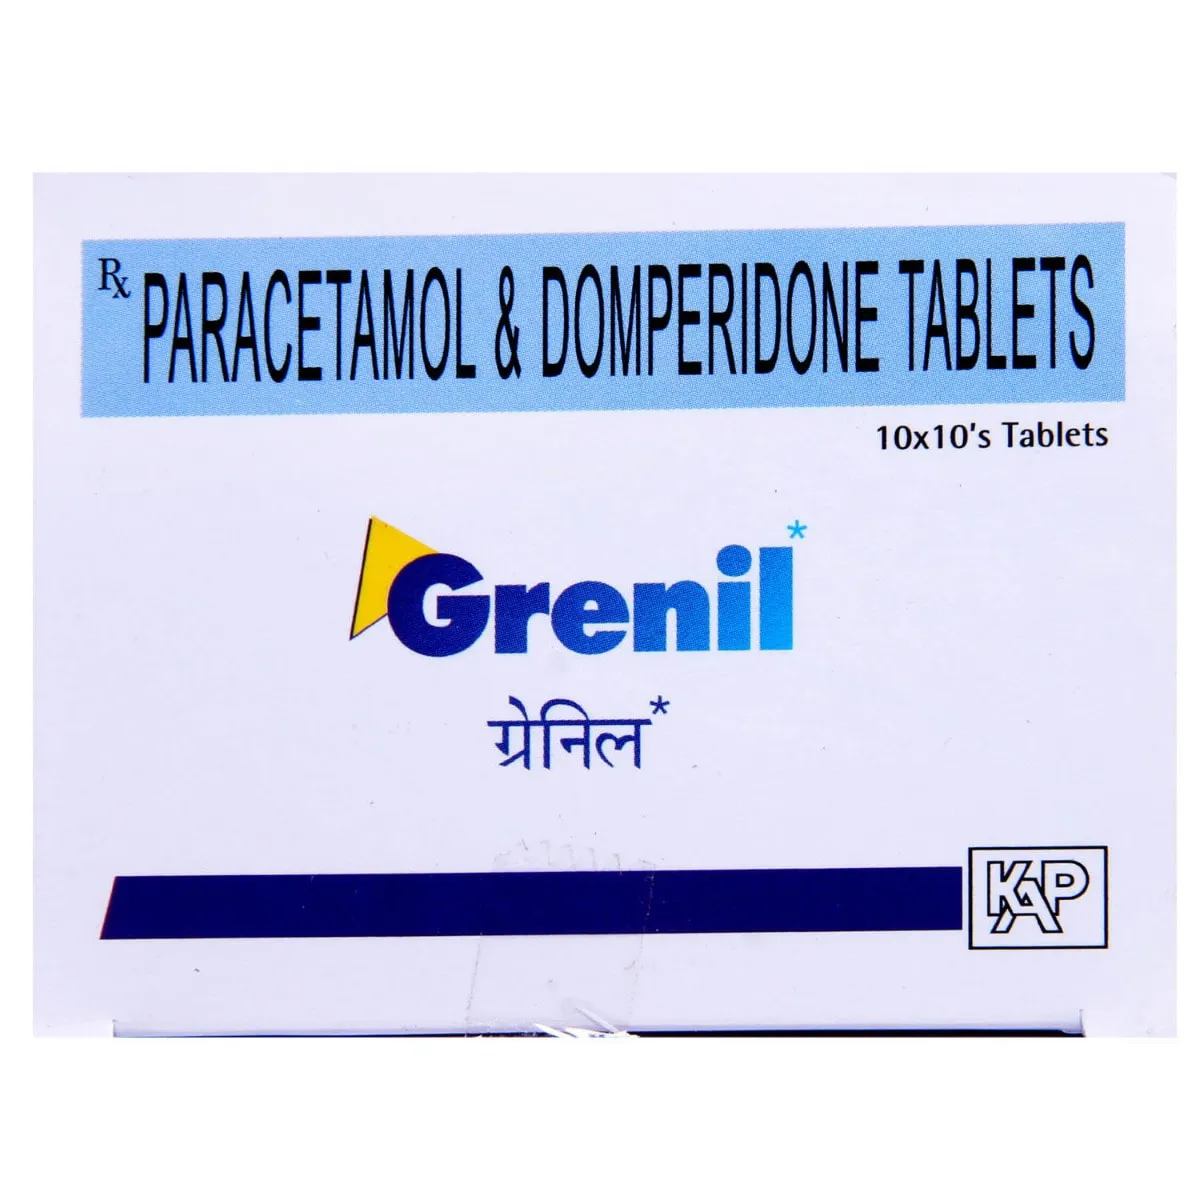 Rx PARACETAMOL & DOMPERIDONE TABLETS
10x10's Tablets
Grenil*
ग्रेनिल*
KAP